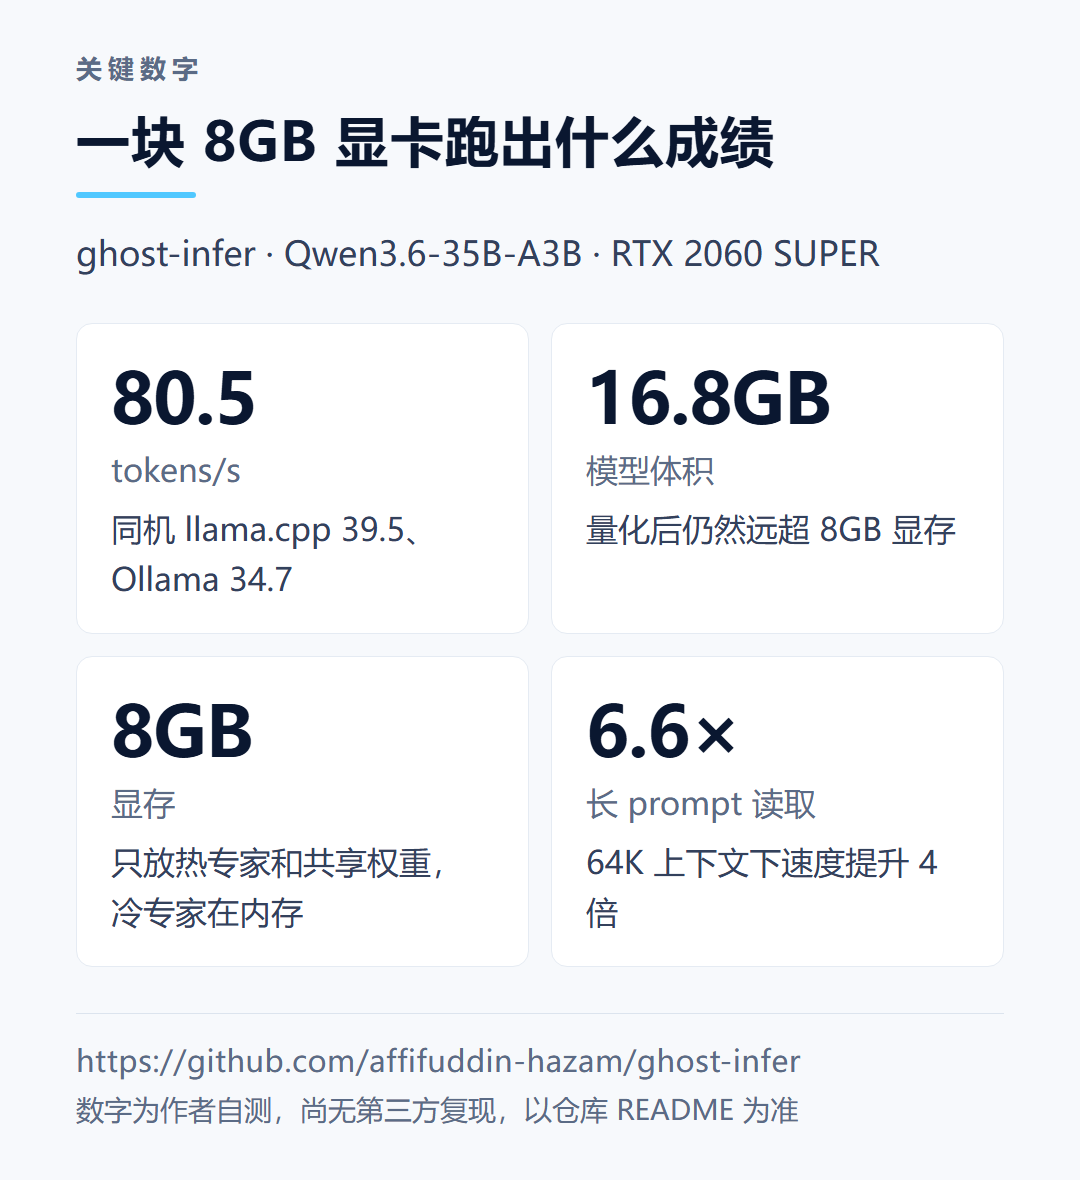 关键数字
一块 8GB 显卡跑出什么成绩
ghost-infer · Qwen3.6-35B-A3B · RTX 2060 SUPER
80.5
tokens/s
同机 llama.cpp 39.5、
Ollama 34.7
16.8GB
模型体积
量化后仍然远超 8GB 显存
8GB
显存
只放热专家和共享权重，
冷专家在内存
6.6×
长 prompt 读取
64K 上下文下速度提升 4
倍
https://github.com/affifuddin-hazam/ghost-infer
数字为作者自测，尚无第三方复现，以仓库 README 为准